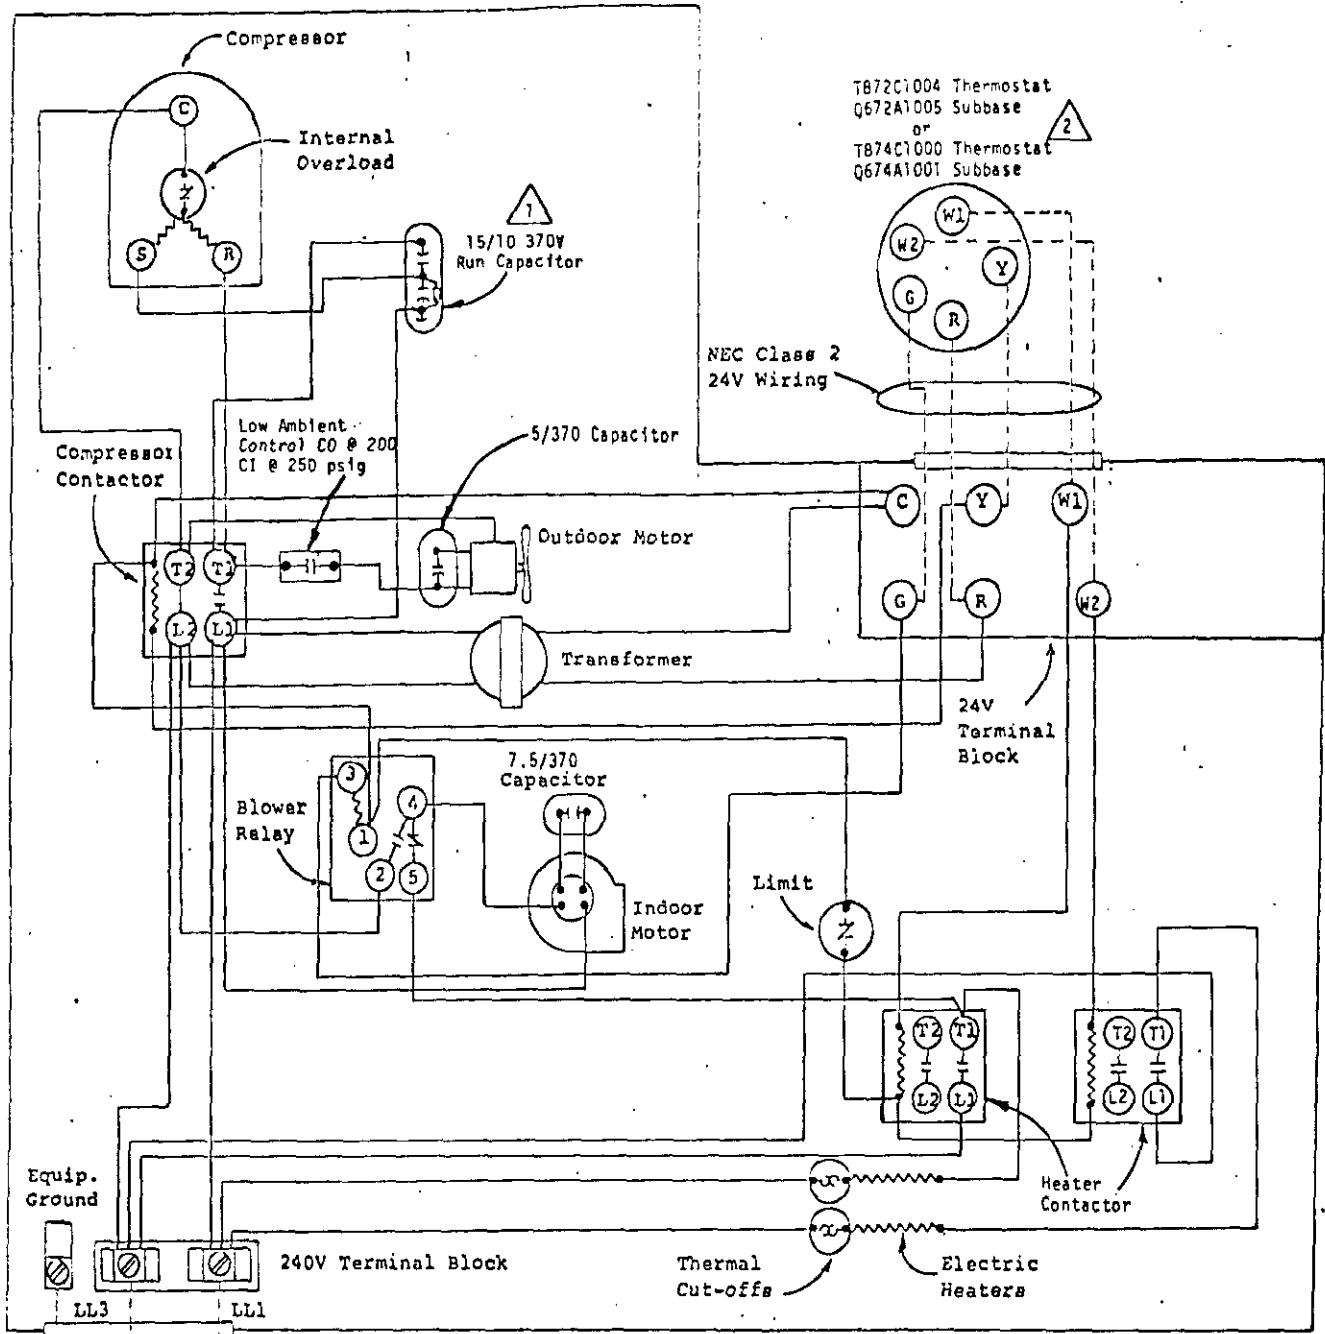 Compressor
C
Internal
Overload
S
R
1
15/10 370V
Run Capacitor
T872C1004 Thermostat
Q672A1005 Subbase
or
T874C1000 Thermostat
Q674A1001 Subbase
2
W1
W2
Y
G
R
NEC Class 2
24V Wiring
Low Ambient
Control CO @ 200
CI @ 250 psig
5/370 Capacitor
Compressor
Contactor
C
Y
W1
Outdoor Motor
T2
T1
G
R
W2
L2
L1
Transformer
24V
Terminal
Block
7.5/370
Capacitor
3
4
Blower
Relay
1
2
5
Limit
Indoor
Motor
T2
T1
T2
T1
L2
L1
L2
L1
Equip.
Ground
Heater
Contactor
240V Terminal Block
Thermal
Cut-offs
Electric
Heaters
LL3
LL1